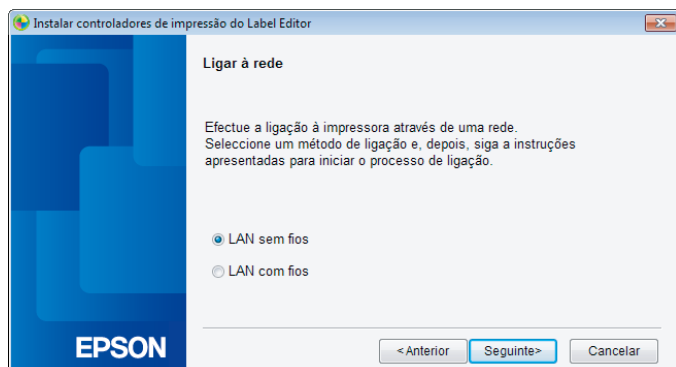 Instalar controladores de impressão do Label Editor
Ligar à rede
Efectue a ligação à impressora através de uma rede.
Seleccione um método de ligação e, depois, siga a instruções
apresentadas para iniciar o processo de ligação.
LAN sem fios
LAN com fios
EPSON
<Anterior
Seguinte>
Cancelar